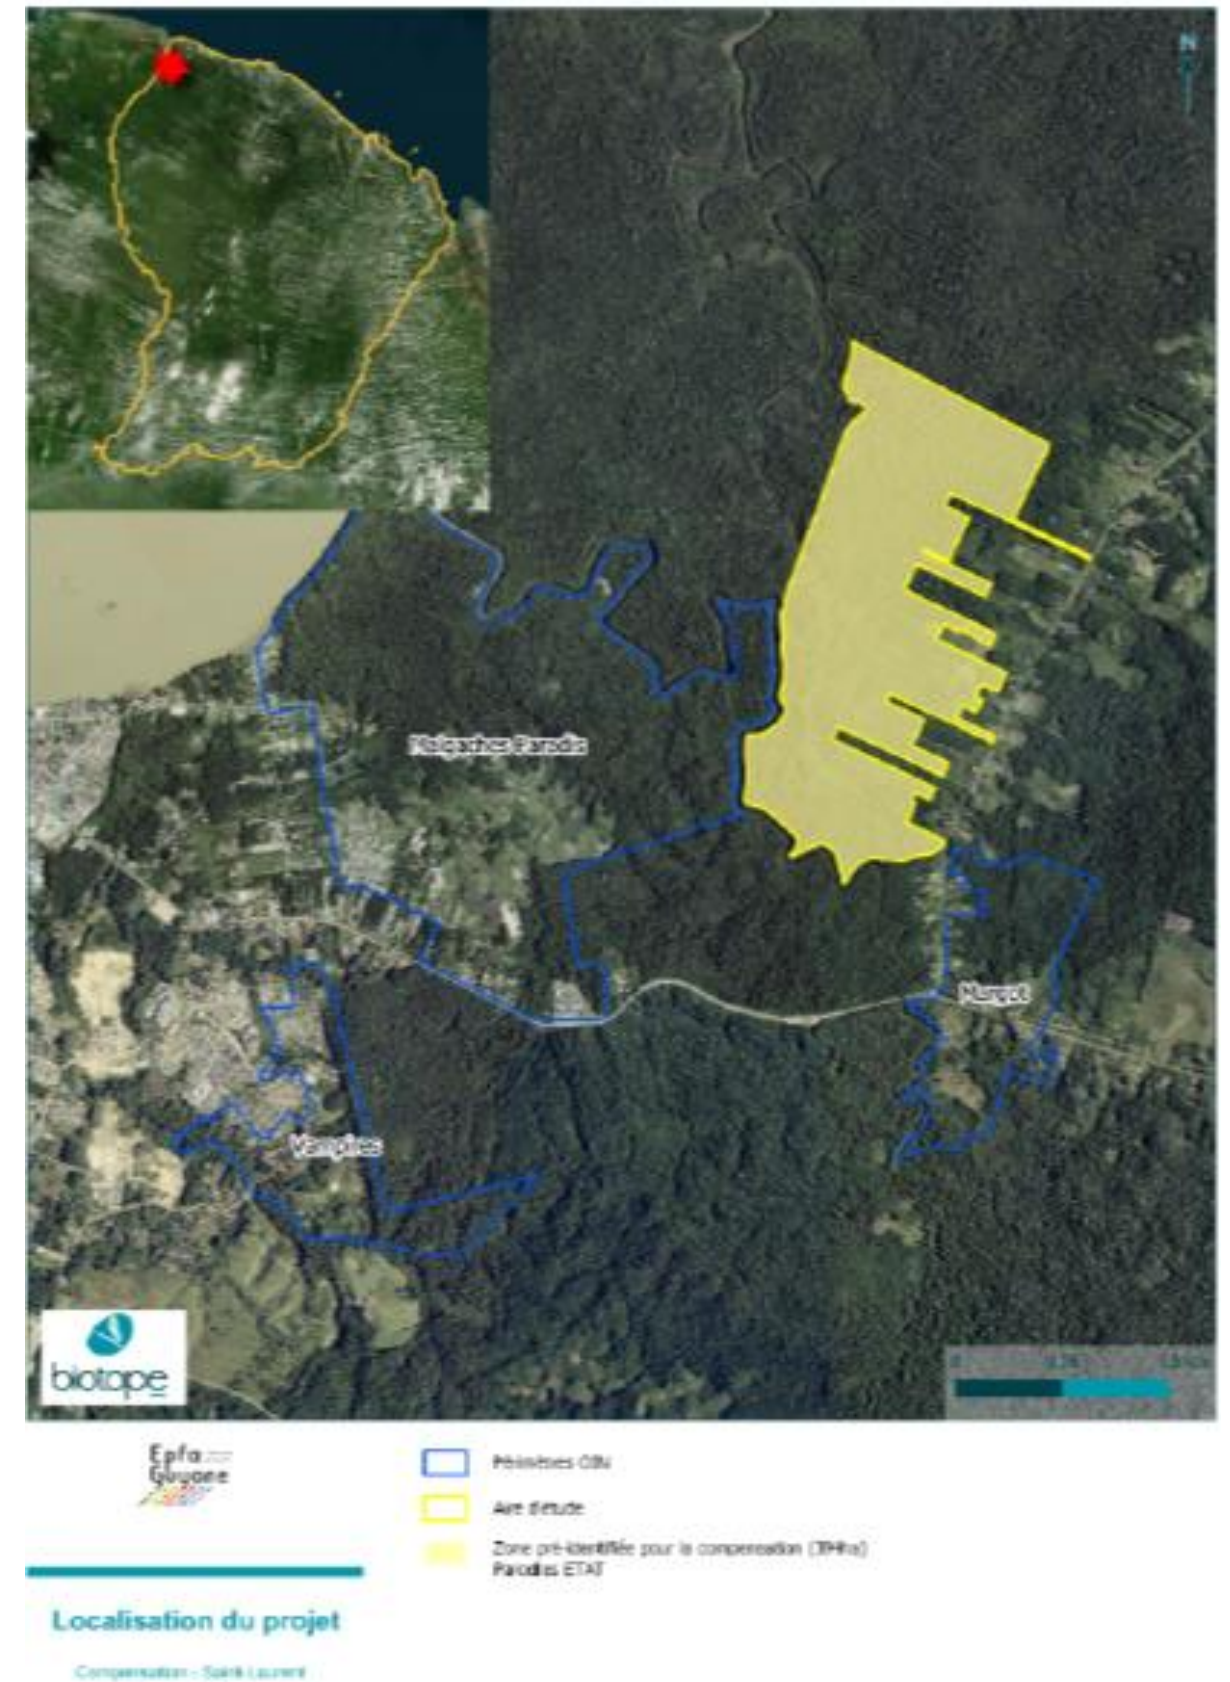 N
Malgaches Paradis
Margot
Vampires
biotope
0
Epfa
Guyane
Périmètres OIN
Aire d'étude
Zone pré-identifiée pour la compensation
Parcelles ETAT
Localisation du projet
Compensation - Saint Laurent